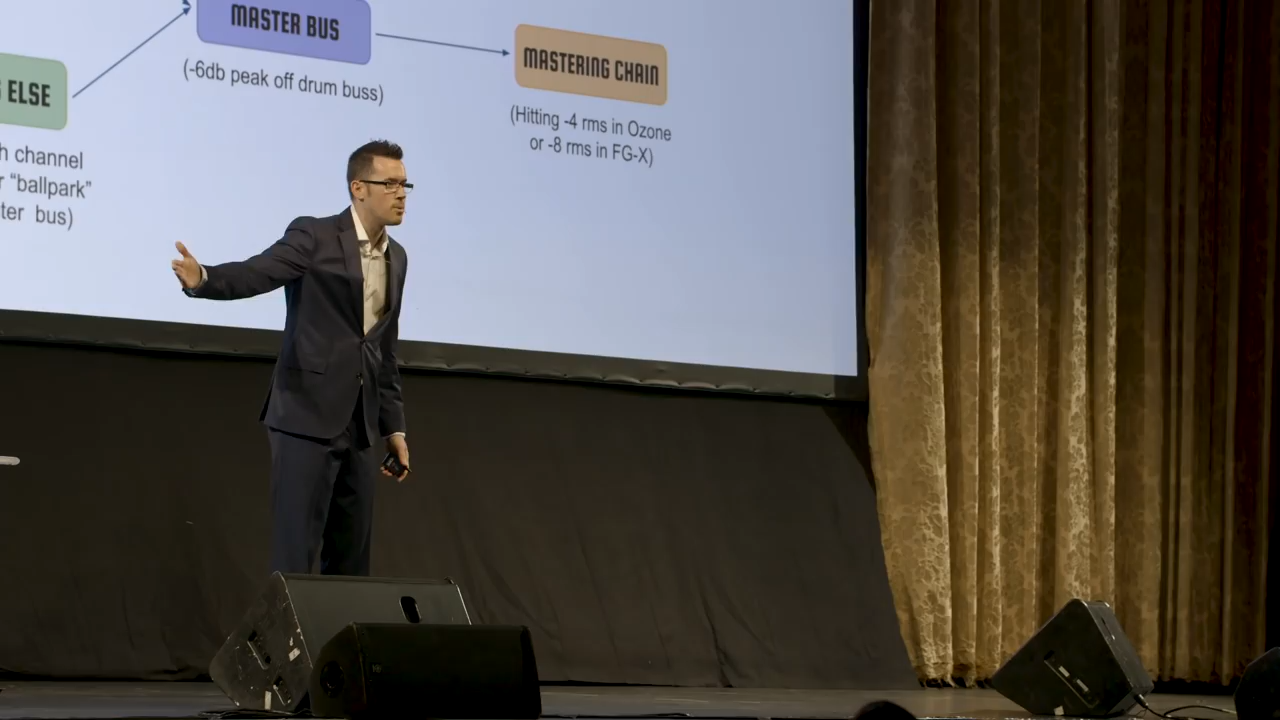 MASTER BUS
(-6db peak off drum buss)
MASTERING CHAIN
(Hitting -4 rms in Ozone
or -8 rms in FG-X)
ELSE
channel
"ballpark"
bus)